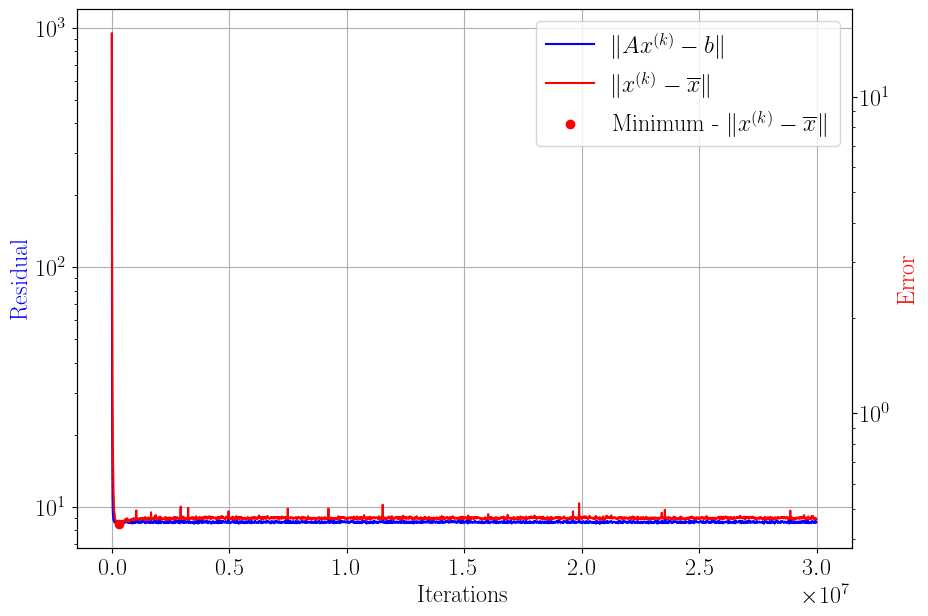 10³
10²
10¹
Residual
‖Ax⁽ᵏ⁾ − b‖
‖x⁽ᵏ⁾ − x̅‖
Minimum - ‖x⁽ᵏ⁾ − x̅‖
10¹
10⁰
Error
0.0 0.5 1.0 1.5 2.0 2.5 3.0
Iterations
×10⁷